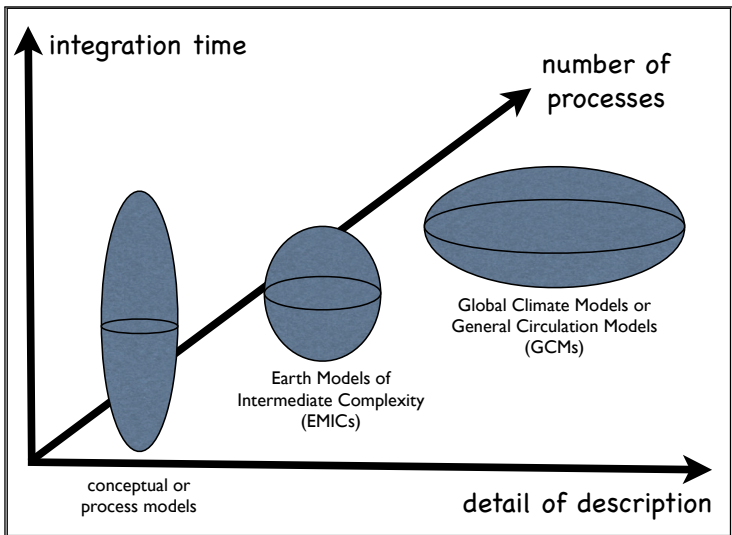 integration time
number of
processes
Global Climate Models or
General Circulation Models
(GCMs)
Earth Models of
Intermediate Complexity
(EMICs)
conceptual or
process models
detail of description